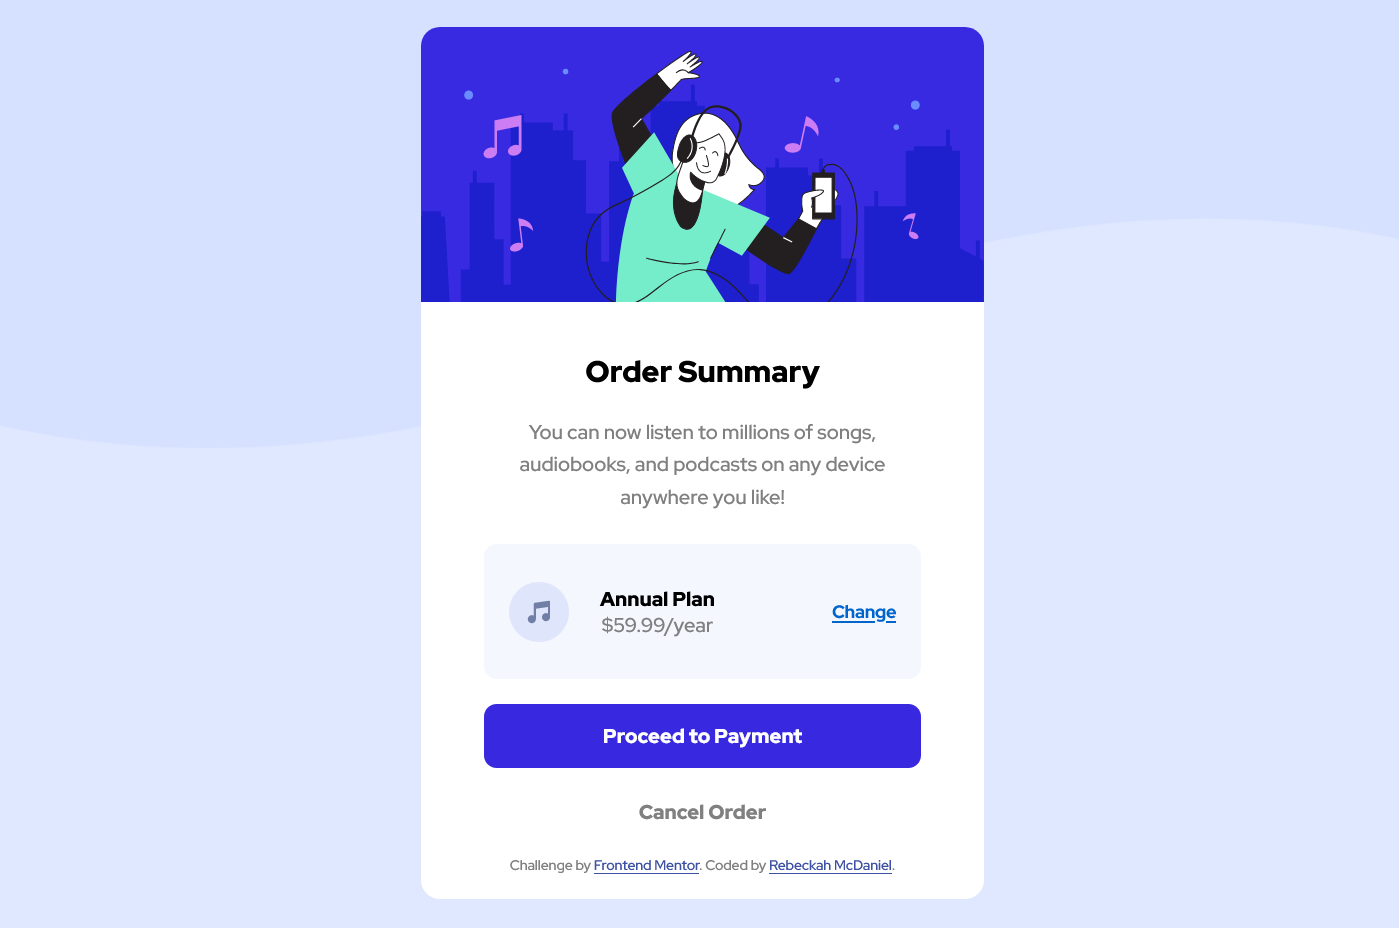 Order Summary
You can now listen to millions of songs,
audiobooks, and podcasts on any device
anywhere you like!
Annual Plan
$59.99/year
Change
Proceed to Payment
Cancel Order
Challenge by Frontend Mentor. Coded by Rebeckah McDaniel.